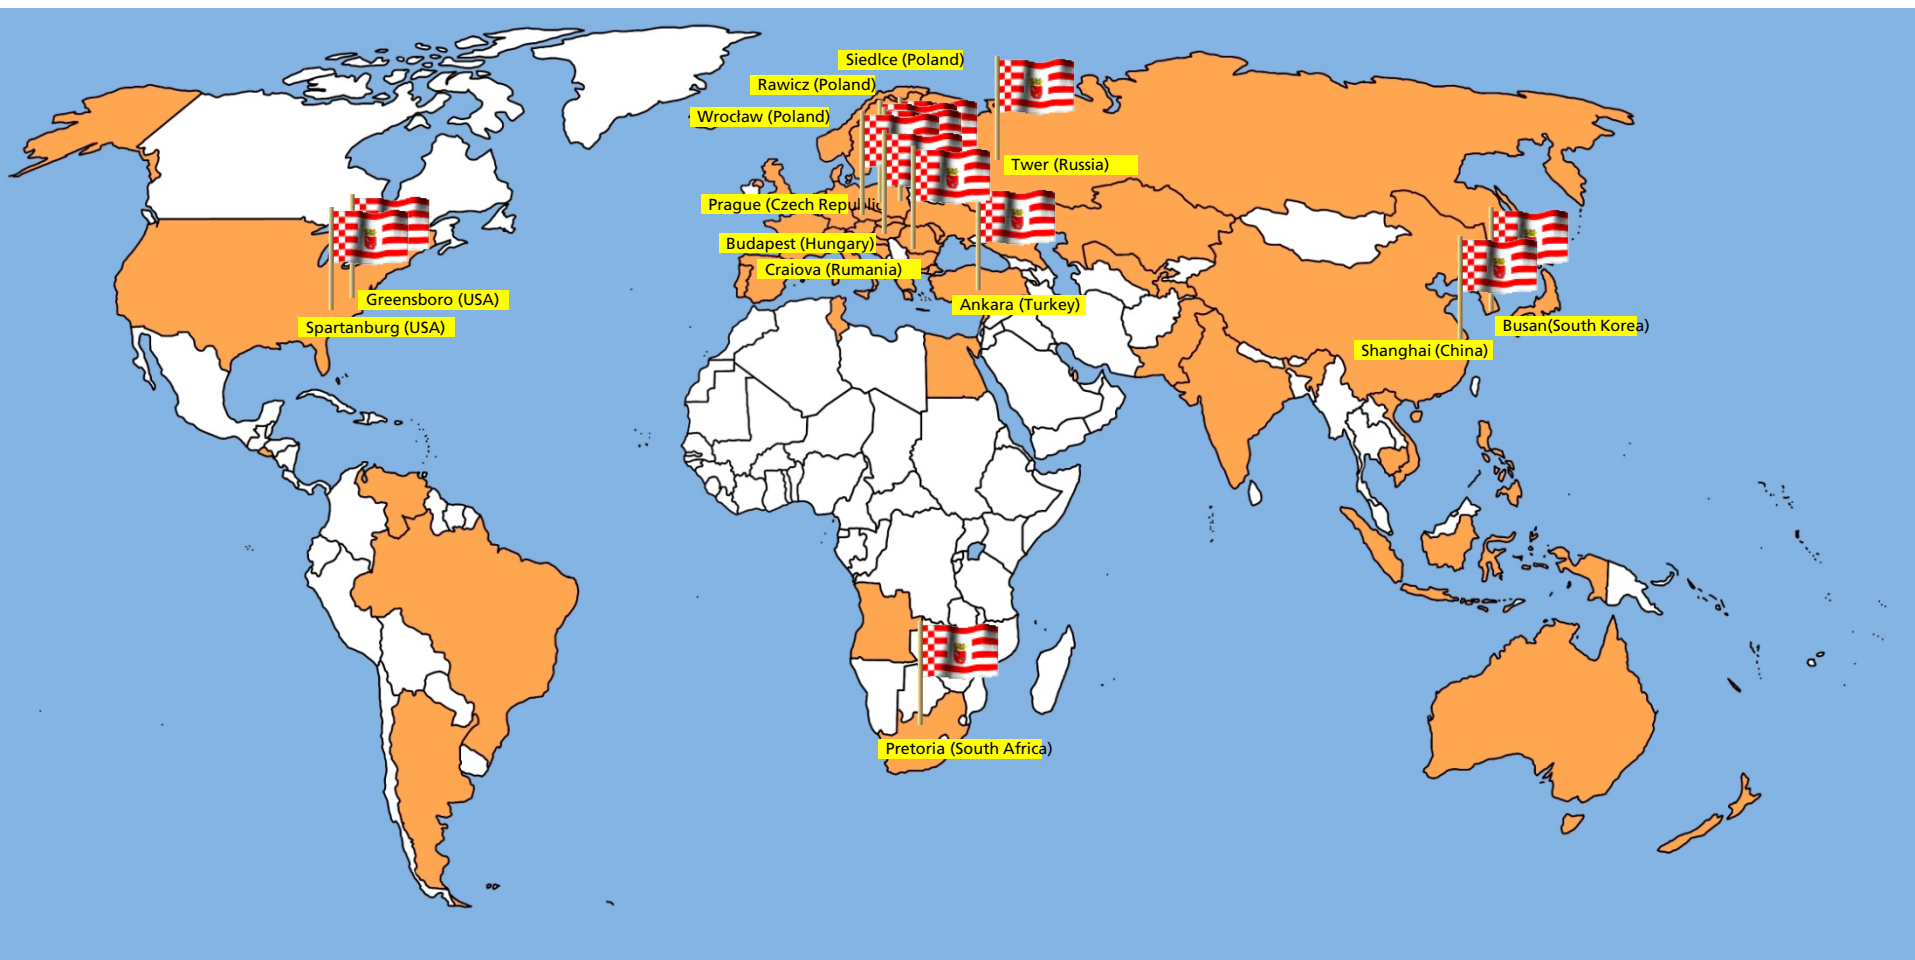 Siedlce (Poland)
Rawicz (Poland)
Wrocław (Poland)
Twer (Russia)
Prague (Czech Republic
Budapest (Hungary)
Craiova (Rumania)
Ankara (Turkey)
Greensboro (USA)
Spartanburg (USA)
Busan(South Korea)
Shanghai (China)
Pretoria (South Africa)